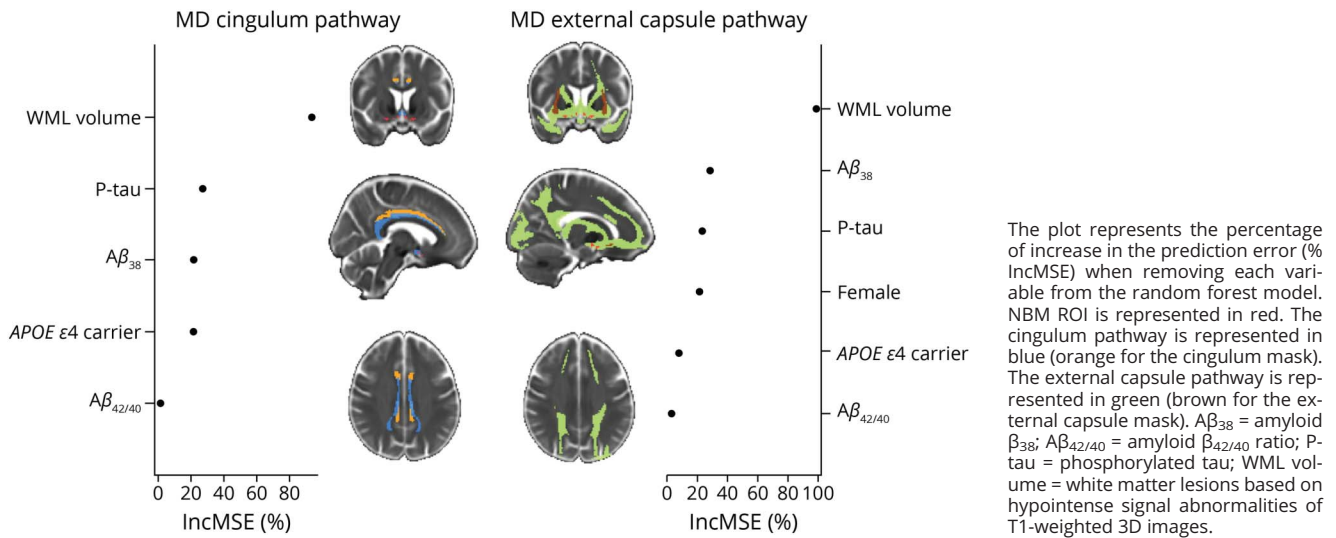 MD cingulum pathway
WML volume
P-tau
Aβ38
APOE ε4 carrier
Aβ42/40
0 20 40 60 80
IncMSE (%)
MD external capsule pathway
WML volume
Aβ38
P-tau
Female
APOE ε4 carrier
Aβ42/40
0 20 40 60 80 100
IncMSE (%)
The plot represents the percentage
of increase in the prediction error (%
IncMSE) when removing each vari-
able from the random forest model.
NBM ROI is represented in red. The
cingulum pathway is represented in
blue (orange for the cingulum mask).
The external capsule pathway is rep-
resented in green (brown for the ex-
ternal capsule mask). Aβ38 = amyloid
β38; Aβ42/40 = amyloid β42/40 ratio; P-
tau = phosphorylated tau; WML vol-
ume = white matter lesions based on
hypointense signal abnormalities of
T1-weighted 3D images.